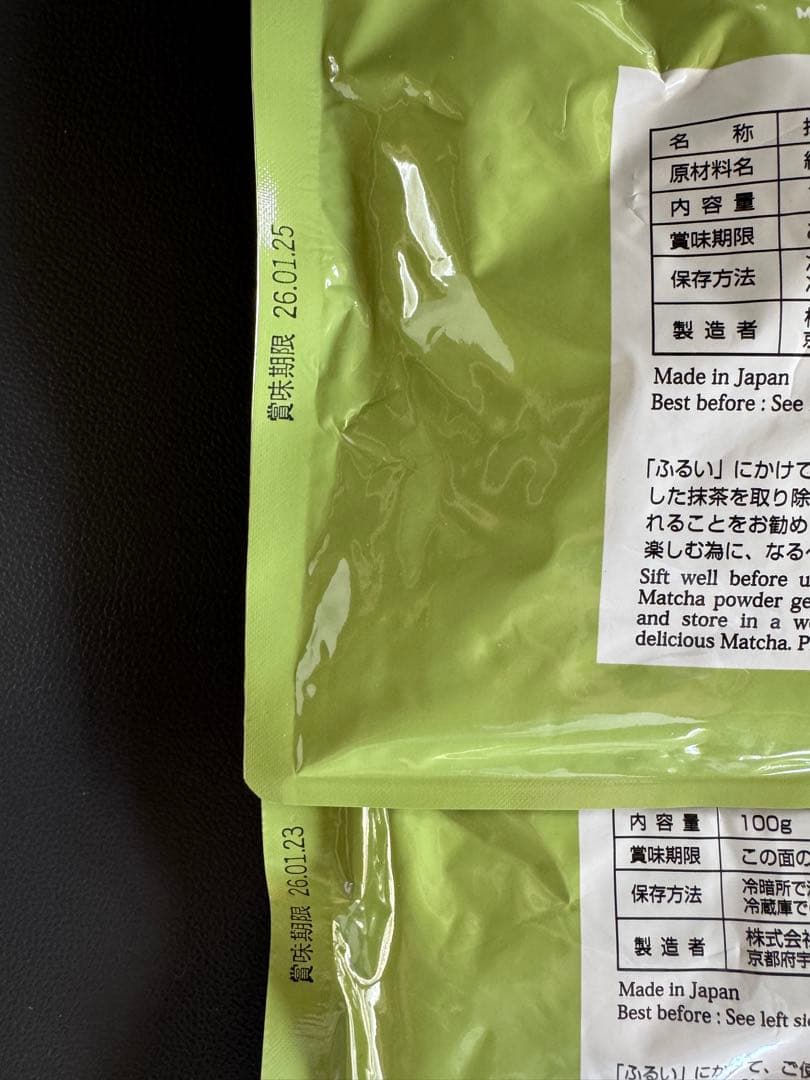 賞味期限 26.01.25
名称
原材料名
内容量
賞味期限
保存方法
製造者
Made in Japan
Best before : See
「ふるい」にかけて
した抹茶を取り除
れることをお勧め
楽しむ為に、なるべ
Sift well before u
Matcha powder ge
and store in a we
delicious Matcha. P
賞味期限 26.01.23
内容量 100g
賞味期限 この面の
保存方法 冷暗所で
冷蔵庫で
製造者 株式会社
京都府宇
Made in Japan
Best before : See left si
「ふるい」にかけて、ご使